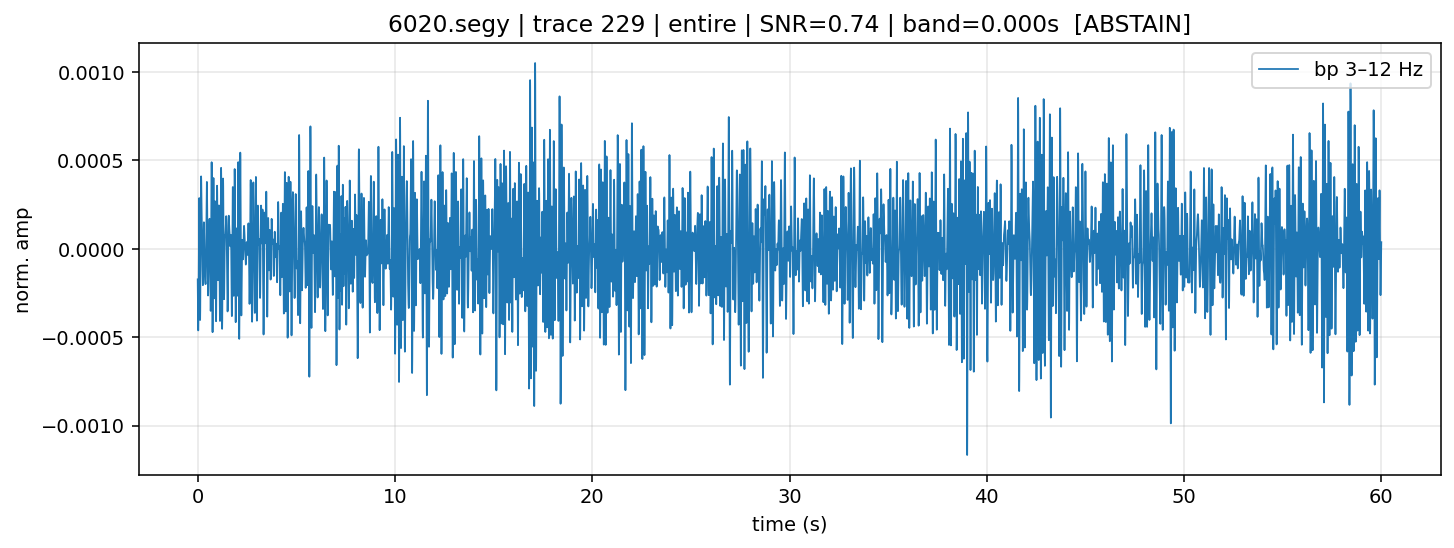 6020.segy | trace 229 | entire | SNR=0.74 | band=0.000s [ABSTAIN]
bp 3–12 Hz
0.0010
0.0005
0.0000
−0.0005
−0.0010
norm. amp
0 10 20 30 40 50 60
time (s)